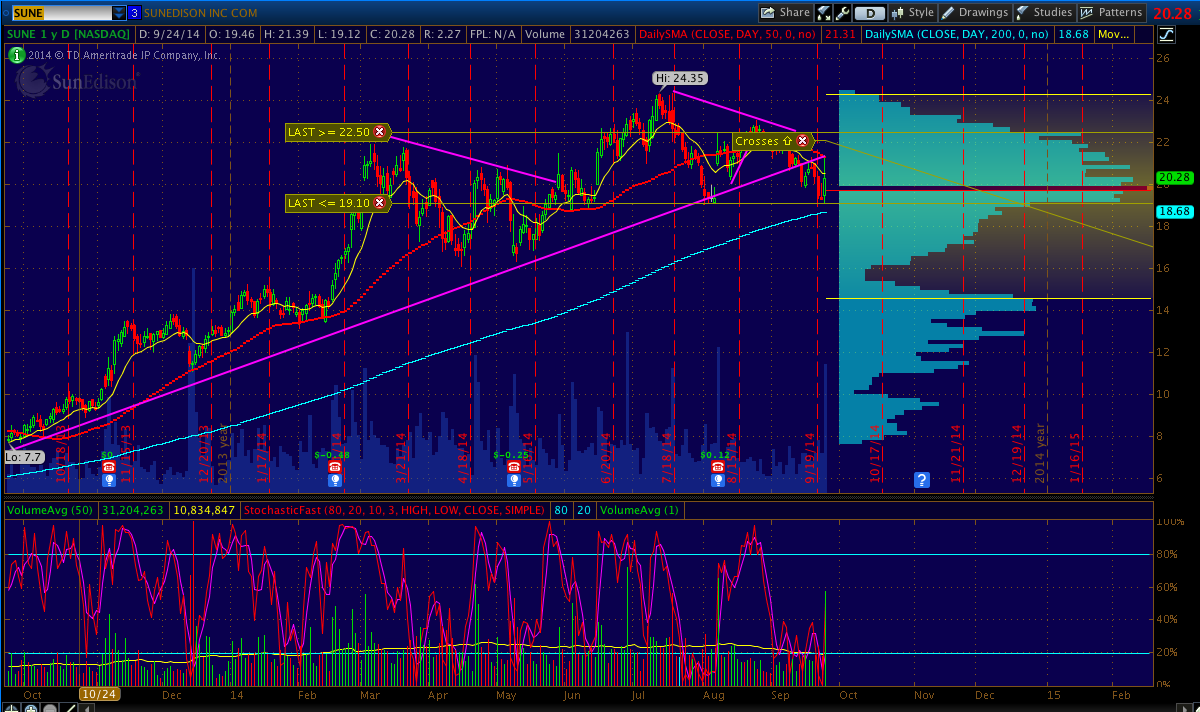 SUNE 3 SUNEDISON INC COM Share D Style Drawings Studies Patterns 20.28
SUNE 1 y D [NASDAQ] D: 9/24/14 O: 19.46 H: 21.39 L: 19.12 C: 20.28 R: 2.27 FPL: N/A Volume 31204263 DailySMA (CLOSE, DAY, 50, 0, no) 21.31 DailySMA (CLOSE, DAY, 200, 0, no) 18.68 Mov...
2014 © TD Ameritrade IP Company, Inc.
SunEdison
26
Hi: 24.35
24
LAST >= 22.50
Crosses
22
20.28
LAST <= 19.10
18.68
18
16
14
12
10
8
Lo: 7.7
6
10/18/13
12/20/13
2013 year
1/17/14
3/21/14
4/18/14
6/20/14
7/18/14
8/15/14
9/19/14
10/17/14
11/21/14
12/19/14
2014 year
1/16/15
$-0.48
$-0.25
$0.12
?
VolumeAvg (50) 31,204,263 10,834,847 StochasticFast (80, 20, 10, 3, HIGH, LOW, CLOSE, SIMPLE) 80 20 VolumeAvg (1)
100%
80%
60%
40%
20%
0%
Oct 10/24 Dec 14 Feb Mar Apr May Jun Jul Aug Sep Oct Nov Dec 15 Feb